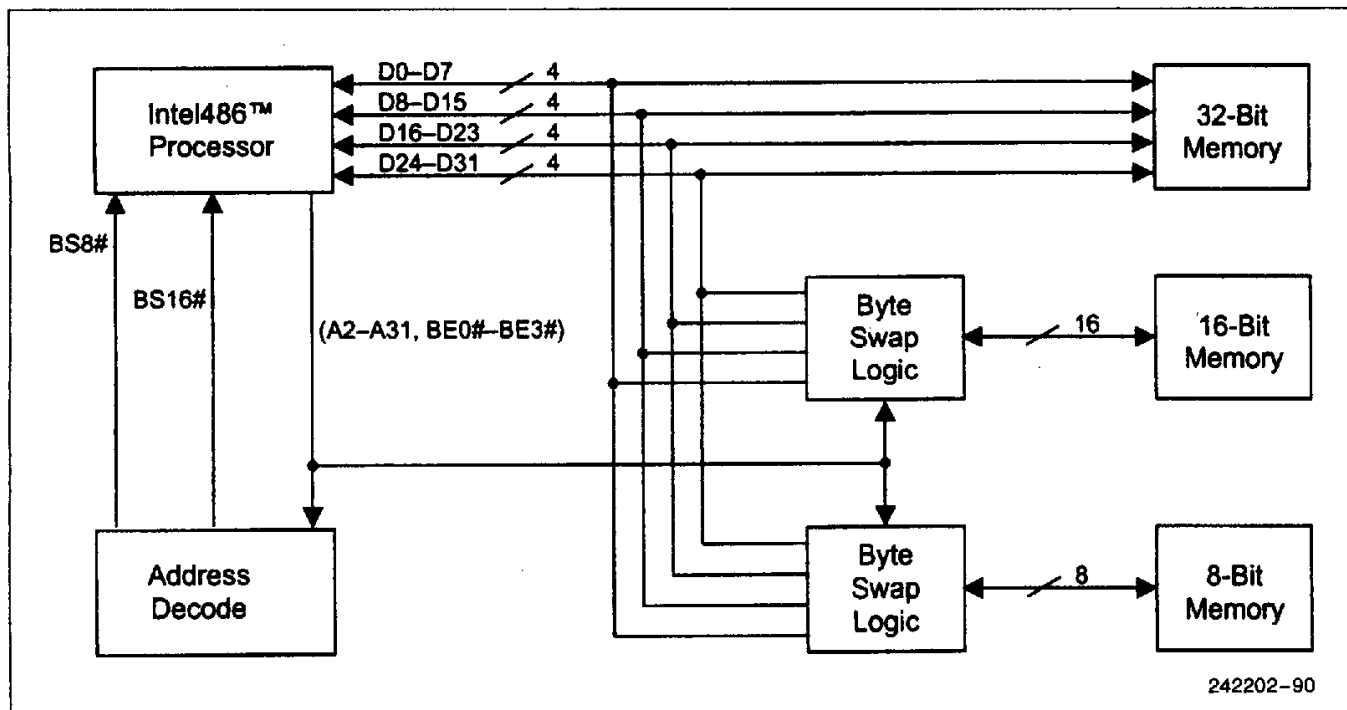 D0–D7 4
D8–D15 4
D16–D23 4
D24–D31 4
Intel486™
Processor
32-Bit
Memory
BS8#
BS16#
(A2–A31, BE0#–BE3#)
Byte
Swap
Logic
16
16-Bit
Memory
Address
Decode
Byte
Swap
Logic
8
8-Bit
Memory
242202–90